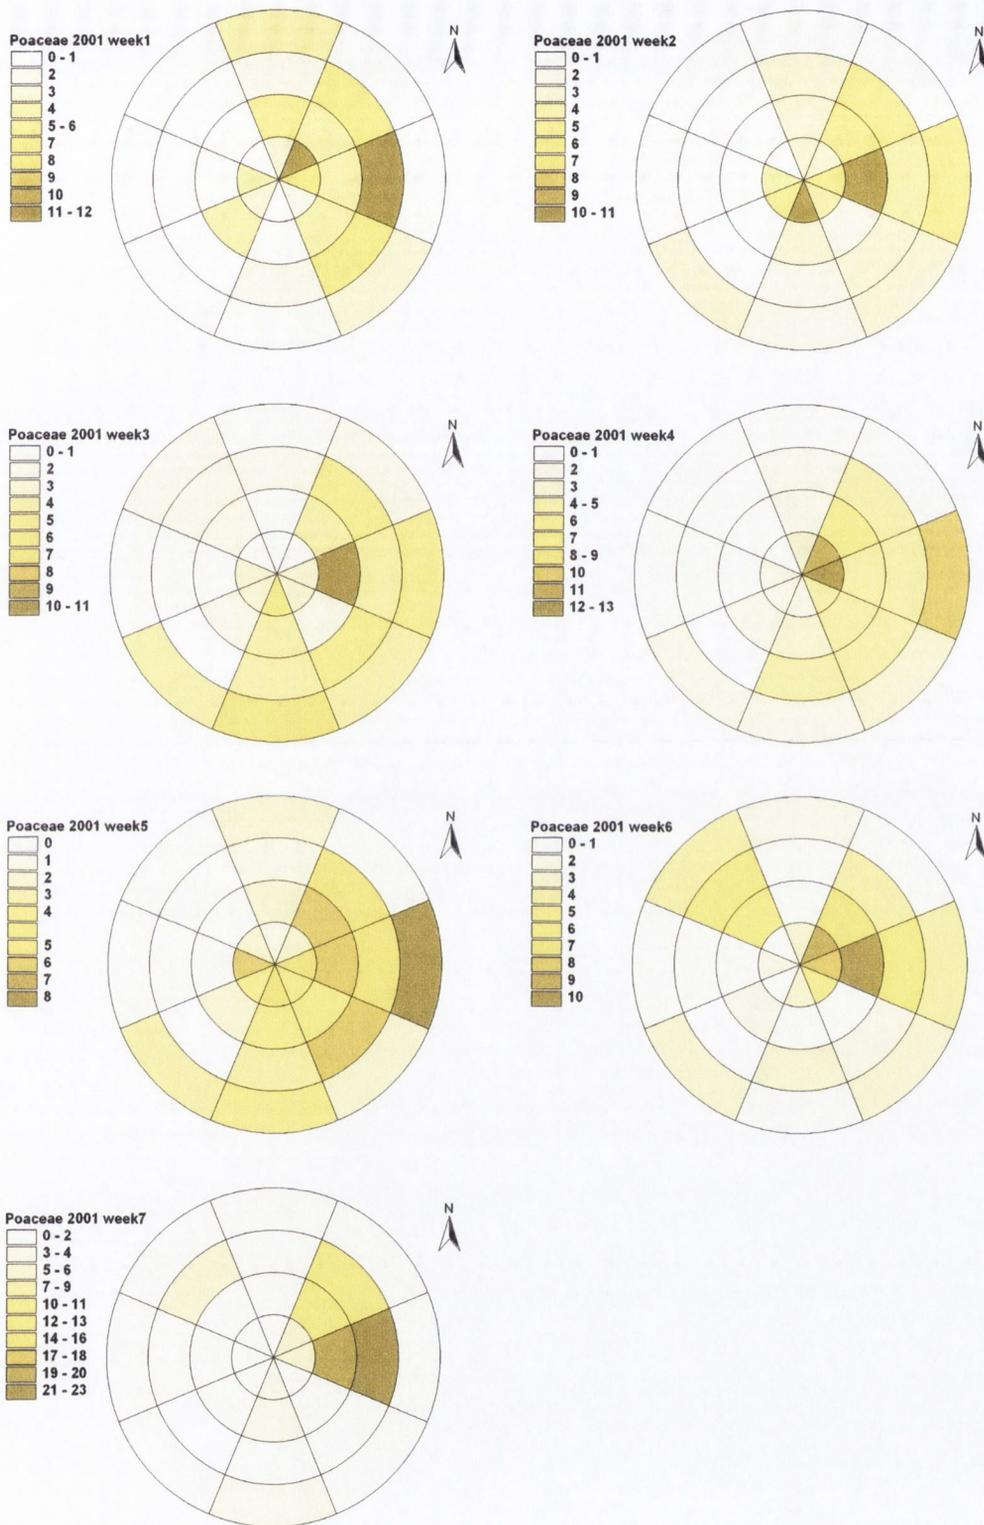 Poaceae 2001 week1
0 - 1
2
3
4
5 - 6
7
8
9
10
11 - 12
N
Poaceae 2001 week2
0 - 1
2
3
4
5
6
7
8
9
10 - 11
N
Poaceae 2001 week3
0 - 1
2
3
4
5
6
7
8
9
10 - 11
N
Poaceae 2001 week4
0 - 1
2
3
4 - 5
6
7
8 - 9
10
11
12 - 13
N
Poaceae 2001 week5
0
1
2
3
4
5
6
7
8
N
Poaceae 2001 week6
0 - 1
2
3
4
5
6
7
8
9
10
N
Poaceae 2001 week7
0 - 2
3 - 4
5 - 6
7 - 9
10 - 11
12 - 13
14 - 16
17 - 18
19 - 20
21 - 23
N